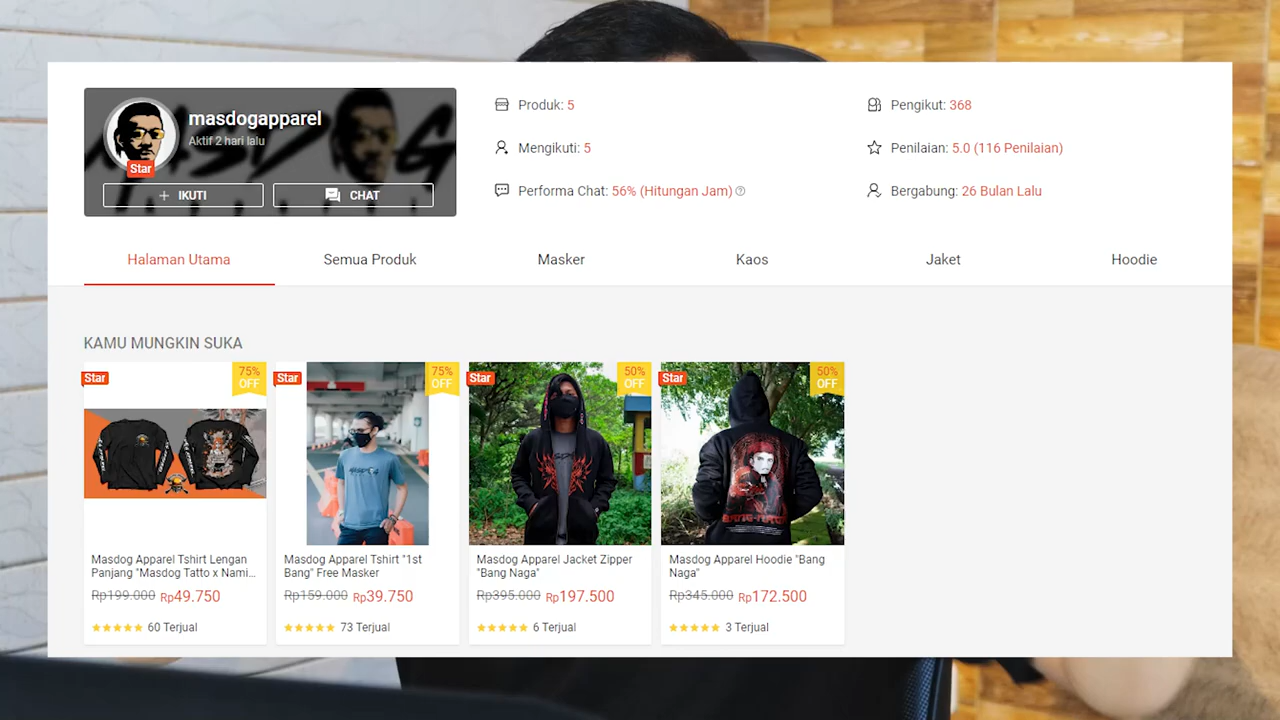 masdogapparel
Aktif 2 hari lalu
Star
+ IKUTI
CHAT
Produk: 5
Mengikuti: 5
Performa Chat: 56% (Hitungan Jam)
Pengikut: 368
Penilaian: 5.0 (116 Penilaian)
Bergabung: 26 Bulan Lalu
Halaman Utama
Semua Produk
Masker
Kaos
Jaket
Hoodie
KAMU MUNGKIN SUKA
Star
75%
OFF
Masdog Apparel Tshirt Lengan
Panjang "Masdog Tatto x Nami...
Rp199.000 Rp49.750
60 Terjual
Star
75%
OFF
Masdog Apparel Tshirt "1st
Bang" Free Masker
Rp159.000 Rp39.750
73 Terjual
Star
50%
OFF
Masdog Apparel Jacket Zipper
"Bang Naga"
Rp395.000 Rp197.500
6 Terjual
Star
50%
OFF
BANG-NAGA
Masdog Apparel Hoodie "Bang
Naga"
Rp345.000 Rp172.500
3 Terjual